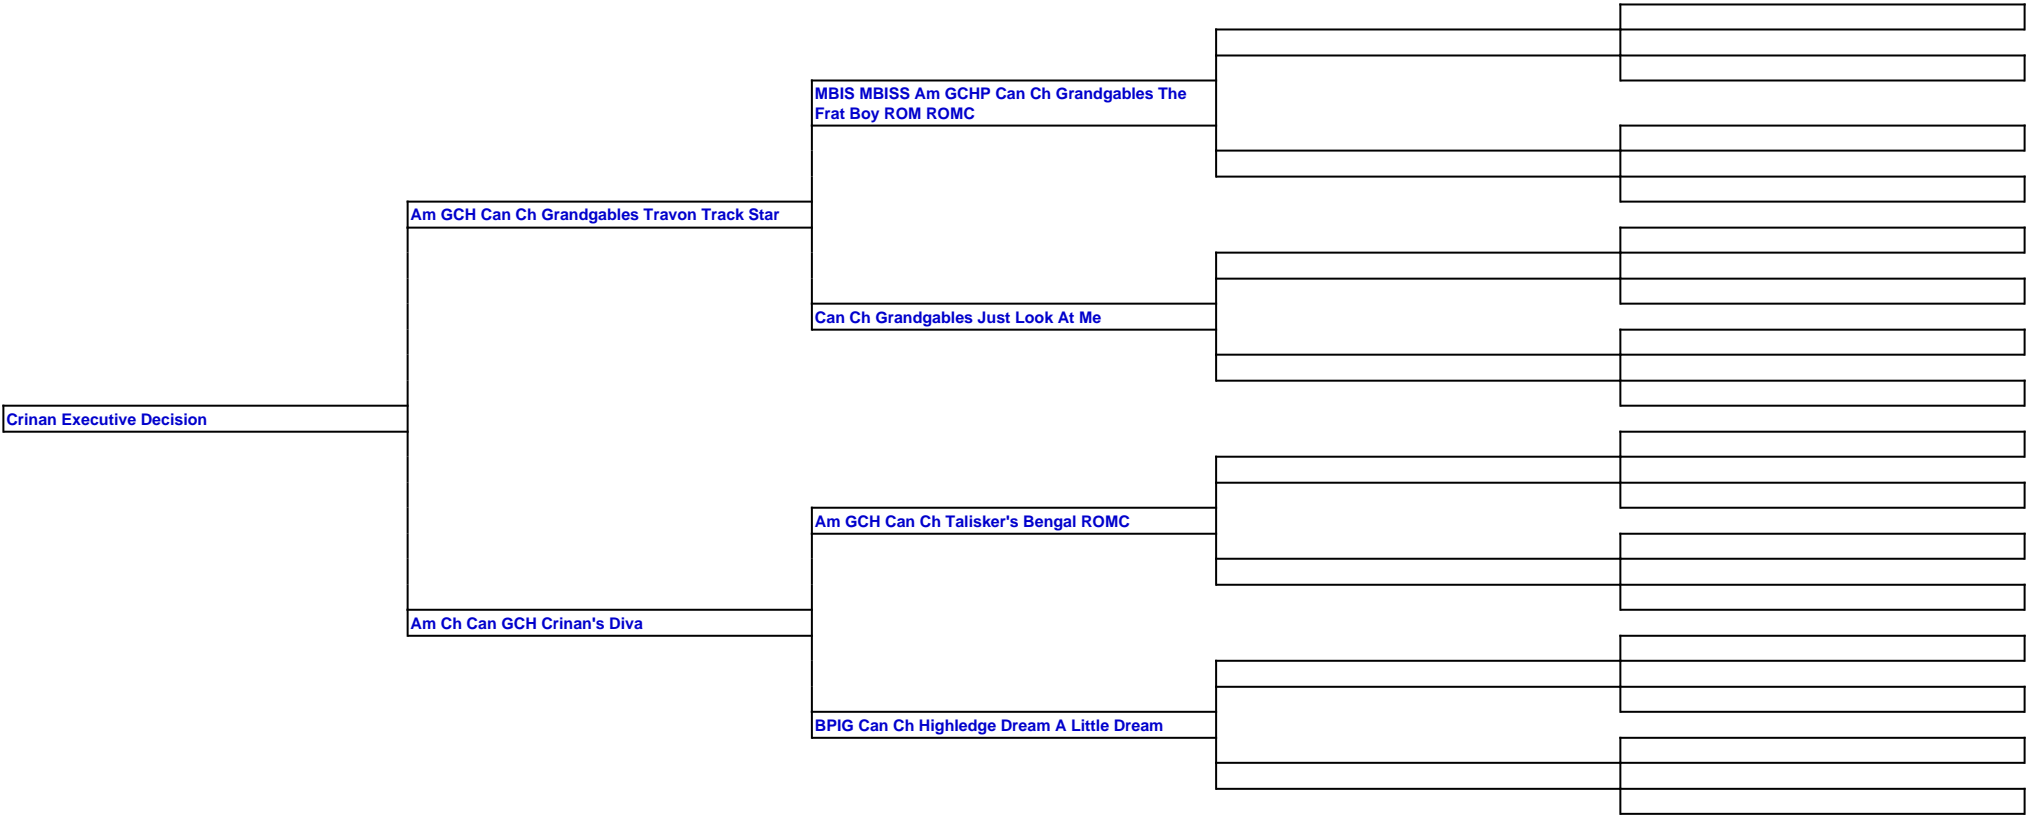 MBIS MBISS Am GCHP Can Ch Grandgables The
Frat Boy ROM ROMC
Am GCH Can Ch Grandgables Travon Track Star
Can Ch Grandgables Just Look At Me
Crinan Executive Decision
Am GCH Can Ch Talisker's Bengal ROMC
Am Ch Can GCH Crinan's Diva
BPIG Can Ch Highledge Dream A Little Dream